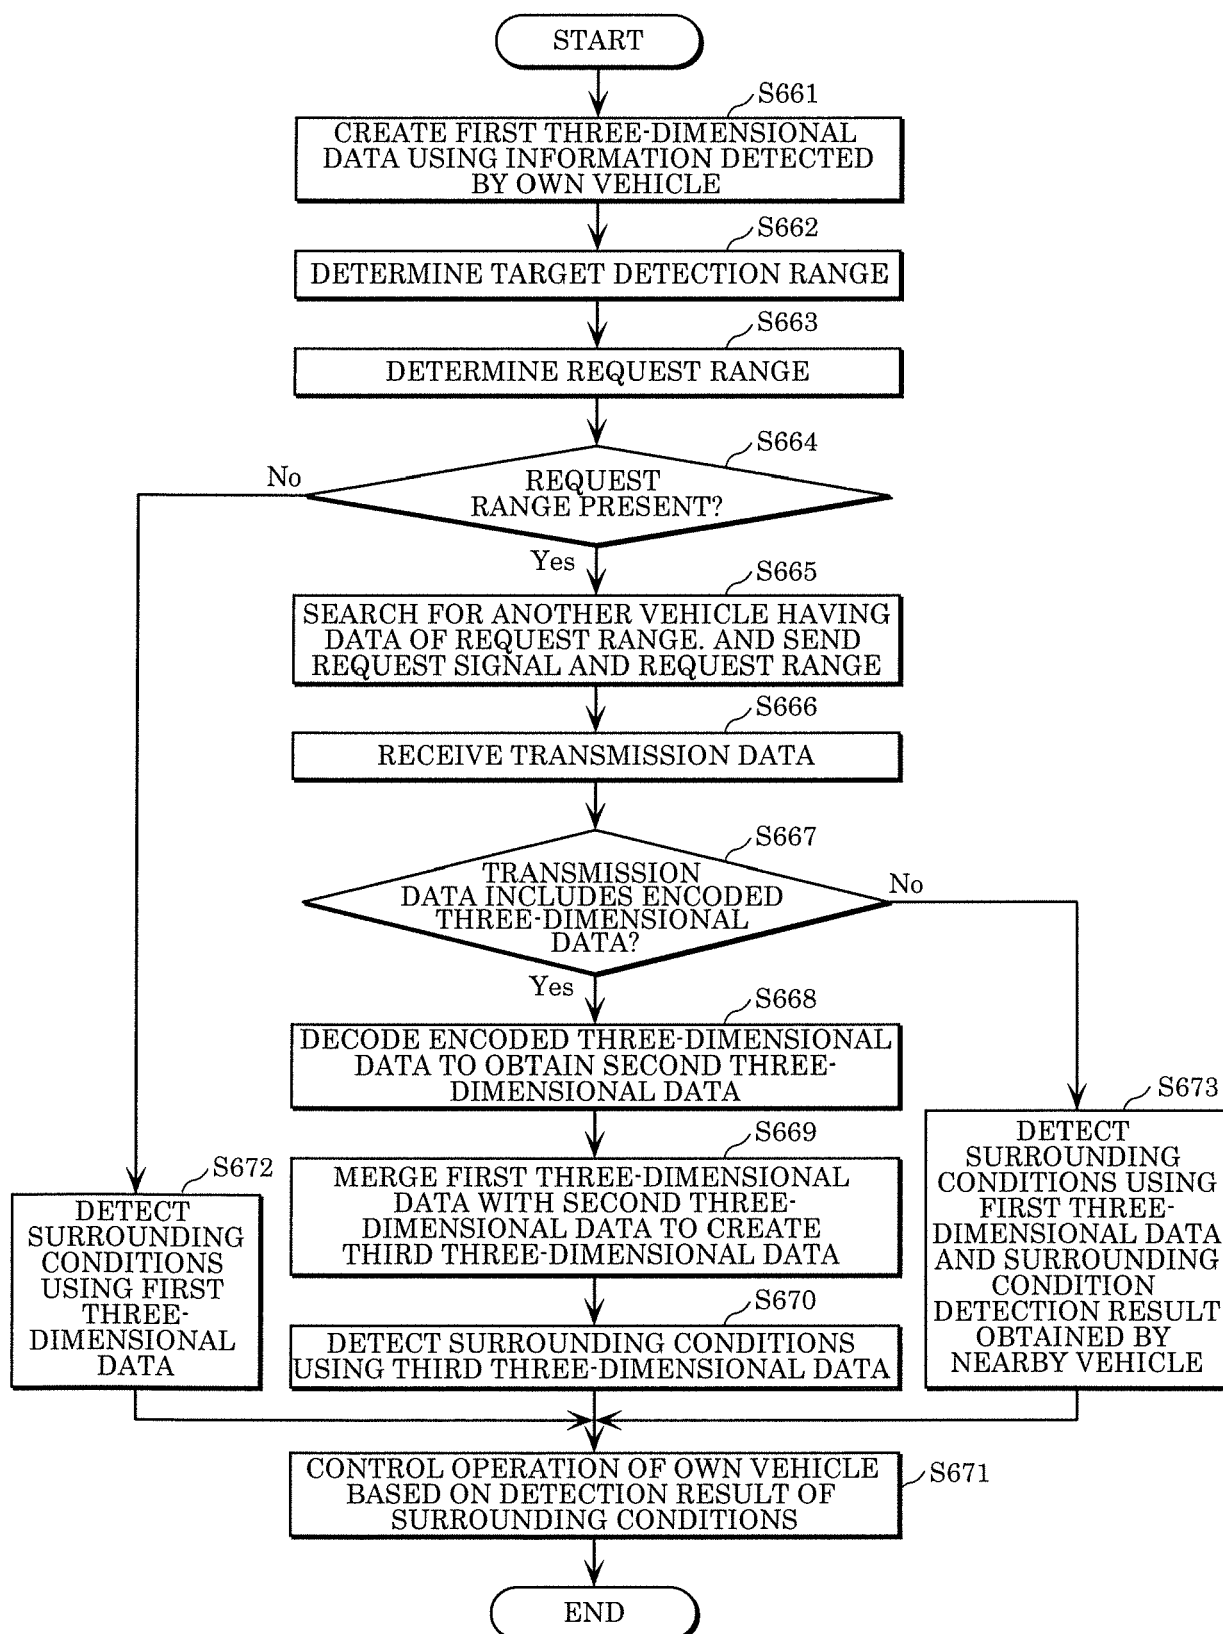 START
S661
CREATE FIRST THREE-DIMENSIONAL
DATA USING INFORMATION DETECTED
BY OWN VEHICLE
S662
DETERMINE TARGET DETECTION RANGE
S663
DETERMINE REQUEST RANGE
S664
No
REQUEST
RANGE PRESENT?
Yes
S665
SEARCH FOR ANOTHER VEHICLE HAVING
DATA OF REQUEST RANGE. AND SEND
REQUEST SIGNAL AND REQUEST RANGE
S666
RECEIVE TRANSMISSION DATA
S667
TRANSMISSION
DATA INCLUDES ENCODED
THREE-DIMENSIONAL
DATA?
No
Yes
S668
DECODE ENCODED THREE-DIMENSIONAL
DATA TO OBTAIN SECOND THREE-
DIMENSIONAL DATA
S669
MERGE FIRST THREE-DIMENSIONAL
DATA WITH SECOND THREE-
DIMENSIONAL DATA TO CREATE
THIRD THREE-DIMENSIONAL DATA
S670
DETECT SURROUNDING CONDITIONS
USING THIRD THREE-DIMENSIONAL DATA
S672
DETECT
SURROUNDING
CONDITIONS
USING FIRST
THREE-
DIMENSIONAL
DATA
S673
DETECT
SURROUNDING
CONDITIONS USING
FIRST THREE-
DIMENSIONAL DATA
AND SURROUNDING
CONDITION
DETECTION RESULT
OBTAINED BY
NEARBY VEHICLE
S671
CONTROL OPERATION OF OWN VEHICLE
BASED ON DETECTION RESULT OF
SURROUNDING CONDITIONS
END